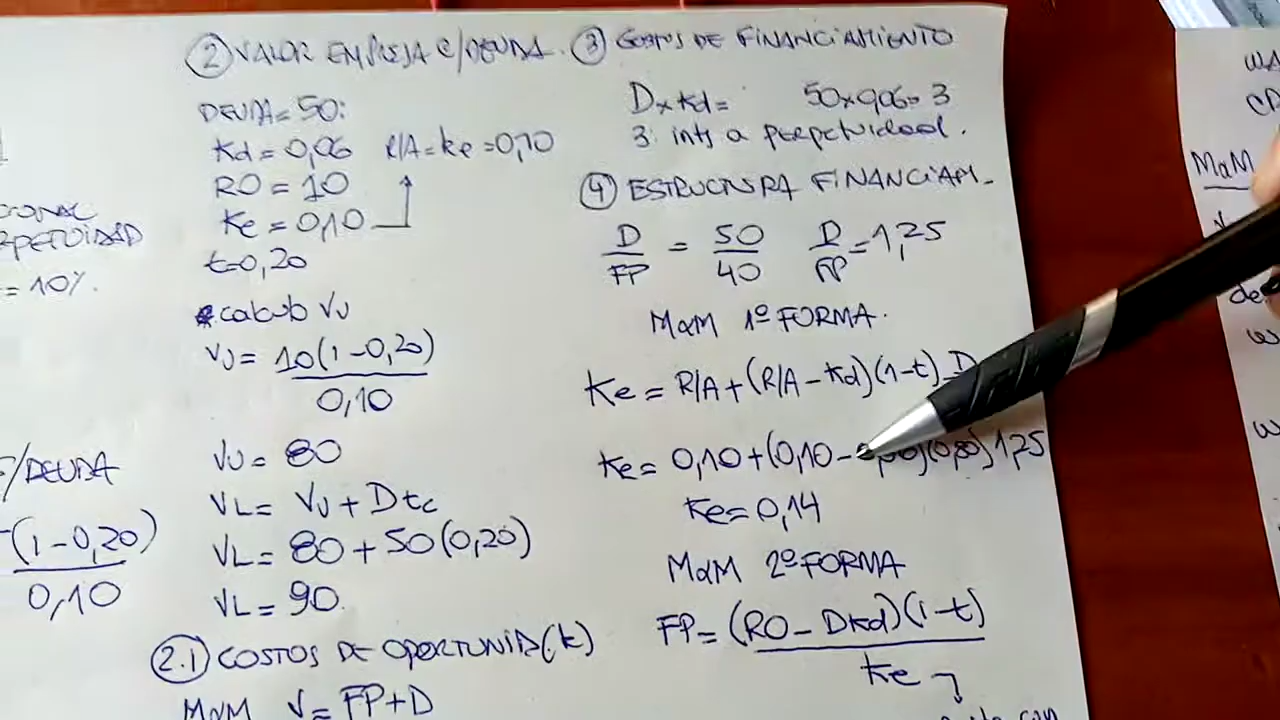 ② VALOR EMPRESA C/DEUDA.
DEUDA = 50:
Kd = 0,06 R/A = Ke = 0,10
RO = 10
Ke = 0,10
t=0,20
* calculo Vu
Vu = 10(1-0,20)
0,10
Vu = 80
VL = Vu + Dtc
VL = 80 + 50(0,20)
VL = 90.
2.1 COSTOS DE OPORTUNID(k)
MaM V = FP+D
③ COSTOS DE FINANCIAMIENTO
D x Kd = 50x0,06= 3
3: ints a perpetuidad.
④ ESTRUCTURA FINANCIAM-
D = 50 D = 1,25
FP 40 FP
MaM 1º FORMA.
Ke = R/A + (R/A - Kd)(1-t) D
Ke = 0,10 + (0,10 - (0,80) 1,25
Ke = 0,14
MaM 2º FORMA
FP = (RO - DKd)(1-t)
Ke
con
= 10%.
/DEUDA
(1-0,20)
0,10
MaM
de